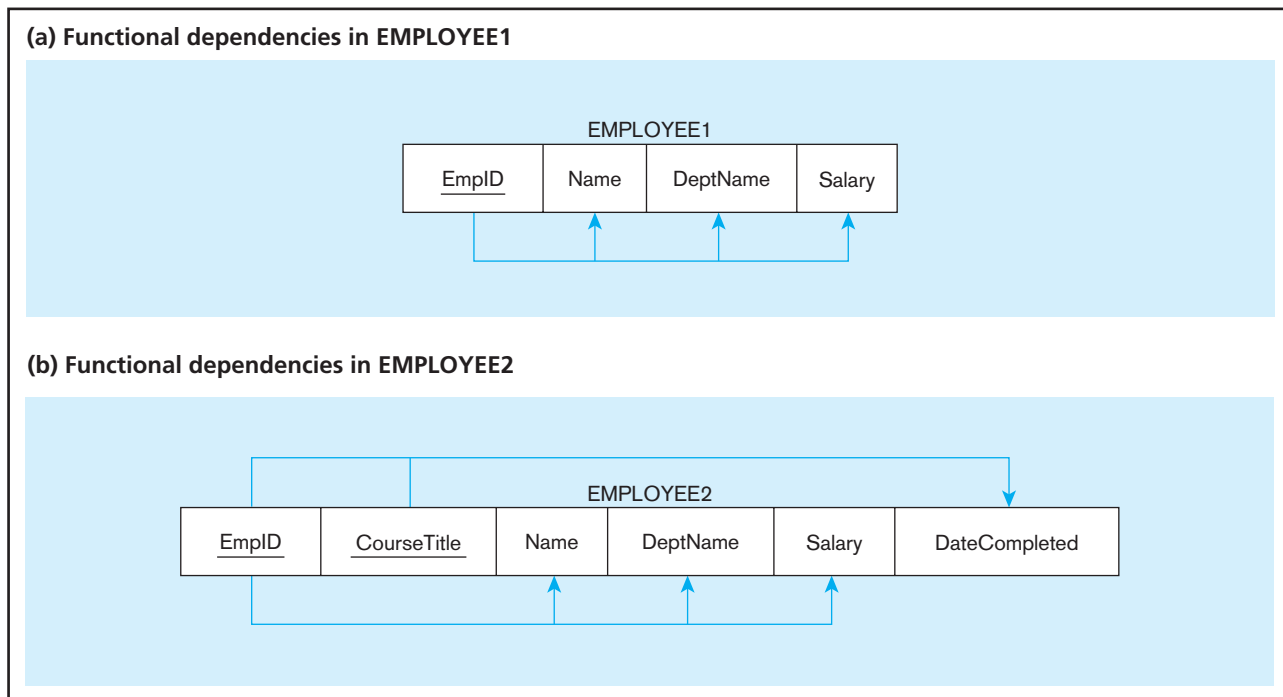 (a) Functional dependencies in EMPLOYEE1
EMPLOYEE1
EmpID Name DeptName Salary
(b) Functional dependencies in EMPLOYEE2
EMPLOYEE2
EmpID CourseTitle Name DeptName Salary DateCompleted